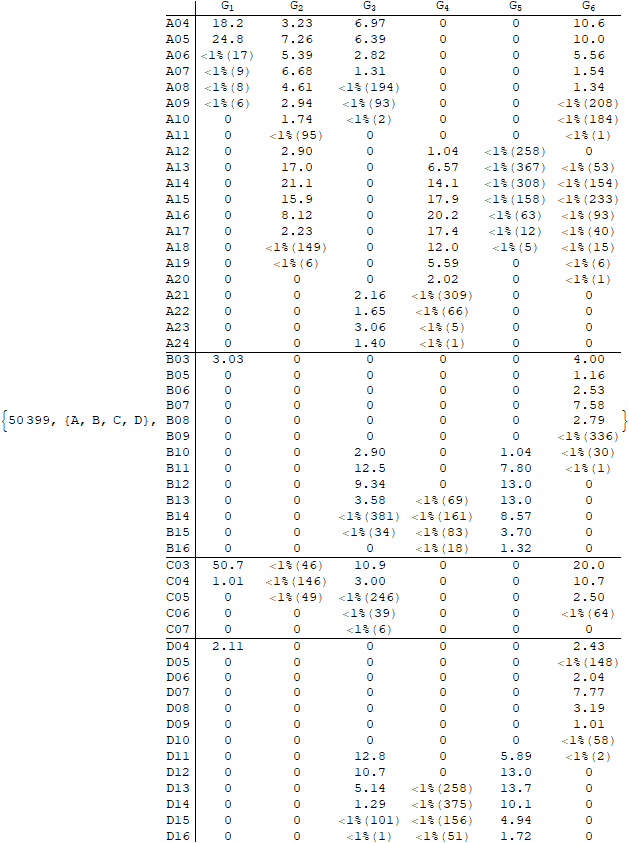 G1 G2 G3 G4 G5 G6
A04 18.2 3.23 6.97 0 0 10.6
A05 24.8 7.26 6.39 0 0 10.0
A06 <1%(17) 5.39 2.82 0 0 5.56
A07 <1%(9) 6.68 1.31 0 0 1.54
A08 <1%(8) 4.61 <1%(194) 0 0 1.34
A09 <1%(6) 2.94 <1%(93) 0 0 <1%(208)
A10 0 1.74 <1%(2) 0 0 <1%(184)
A11 0 <1%(95) 0 0 0 <1%(1)
A12 0 2.90 0 1.04 <1%(258) 0
A13 0 17.0 0 6.57 <1%(367) <1%(53)
A14 0 21.1 0 14.1 <1%(308) <1%(154)
A15 0 15.9 0 17.9 <1%(158) <1%(233)
A16 0 8.12 0 20.2 <1%(63) <1%(93)
A17 0 2.23 0 17.4 <1%(12) <1%(40)
A18 0 <1%(149) 0 12.0 <1%(5) <1%(15)
A19 0 <1%(6) 0 5.59 0 <1%(6)
A20 0 0 0 2.02 0 <1%(1)
A21 0 0 2.16 <1%(309) 0 0
A22 0 0 1.65 <1%(66) 0 0
A23 0 0 3.06 <1%(5) 0 0
A24 0 0 1.40 <1%(1) 0 0
B03 3.03 0 0 0 0 4.00
B05 0 0 0 0 0 1.16
B06 0 0 0 0 0 2.53
B07 0 0 0 0 0 7.58
{50399, {A, B, C, D}, B08 0 0 0 0 0 2.79 }
B09 0 0 0 0 0 <1%(336)
B10 0 0 2.90 0 1.04 <1%(30)
B11 0 0 12.5 0 7.80 <1%(1)
B12 0 0 9.34 0 13.0 0
B13 0 0 3.58 <1%(69) 13.0 0
B14 0 0 <1%(381) <1%(161) 8.57 0
B15 0 0 <1%(34) <1%(83) 3.70 0
B16 0 0 0 <1%(18) 1.32 0
C03 50.7 <1%(46) 10.9 0 0 20.0
C04 1.01 <1%(146) 3.00 0 0 10.7
C05 0 <1%(49) <1%(246) 0 0 2.50
C06 0 0 <1%(39) 0 0 <1%(64)
C07 0 0 <1%(6) 0 0 0
D04 2.11 0 0 0 0 2.43
D05 0 0 0 0 0 <1%(148)
D06 0 0 0 0 0 2.04
D07 0 0 0 0 0 7.77
D08 0 0 0 0 0 3.19
D09 0 0 0 0 0 1.01
D10 0 0 0 0 0 <1%(58)
D11 0 0 12.8 0 5.89 <1%(2)
D12 0 0 10.7 0 13.0 0
D13 0 0 5.14 <1%(258) 13.7 0
D14 0 0 1.29 <1%(375) 10.1 0
D15 0 0 <1%(101) <1%(156) 4.94 0
D16 0 0 <1%(1) <1%(51) 1.72 0